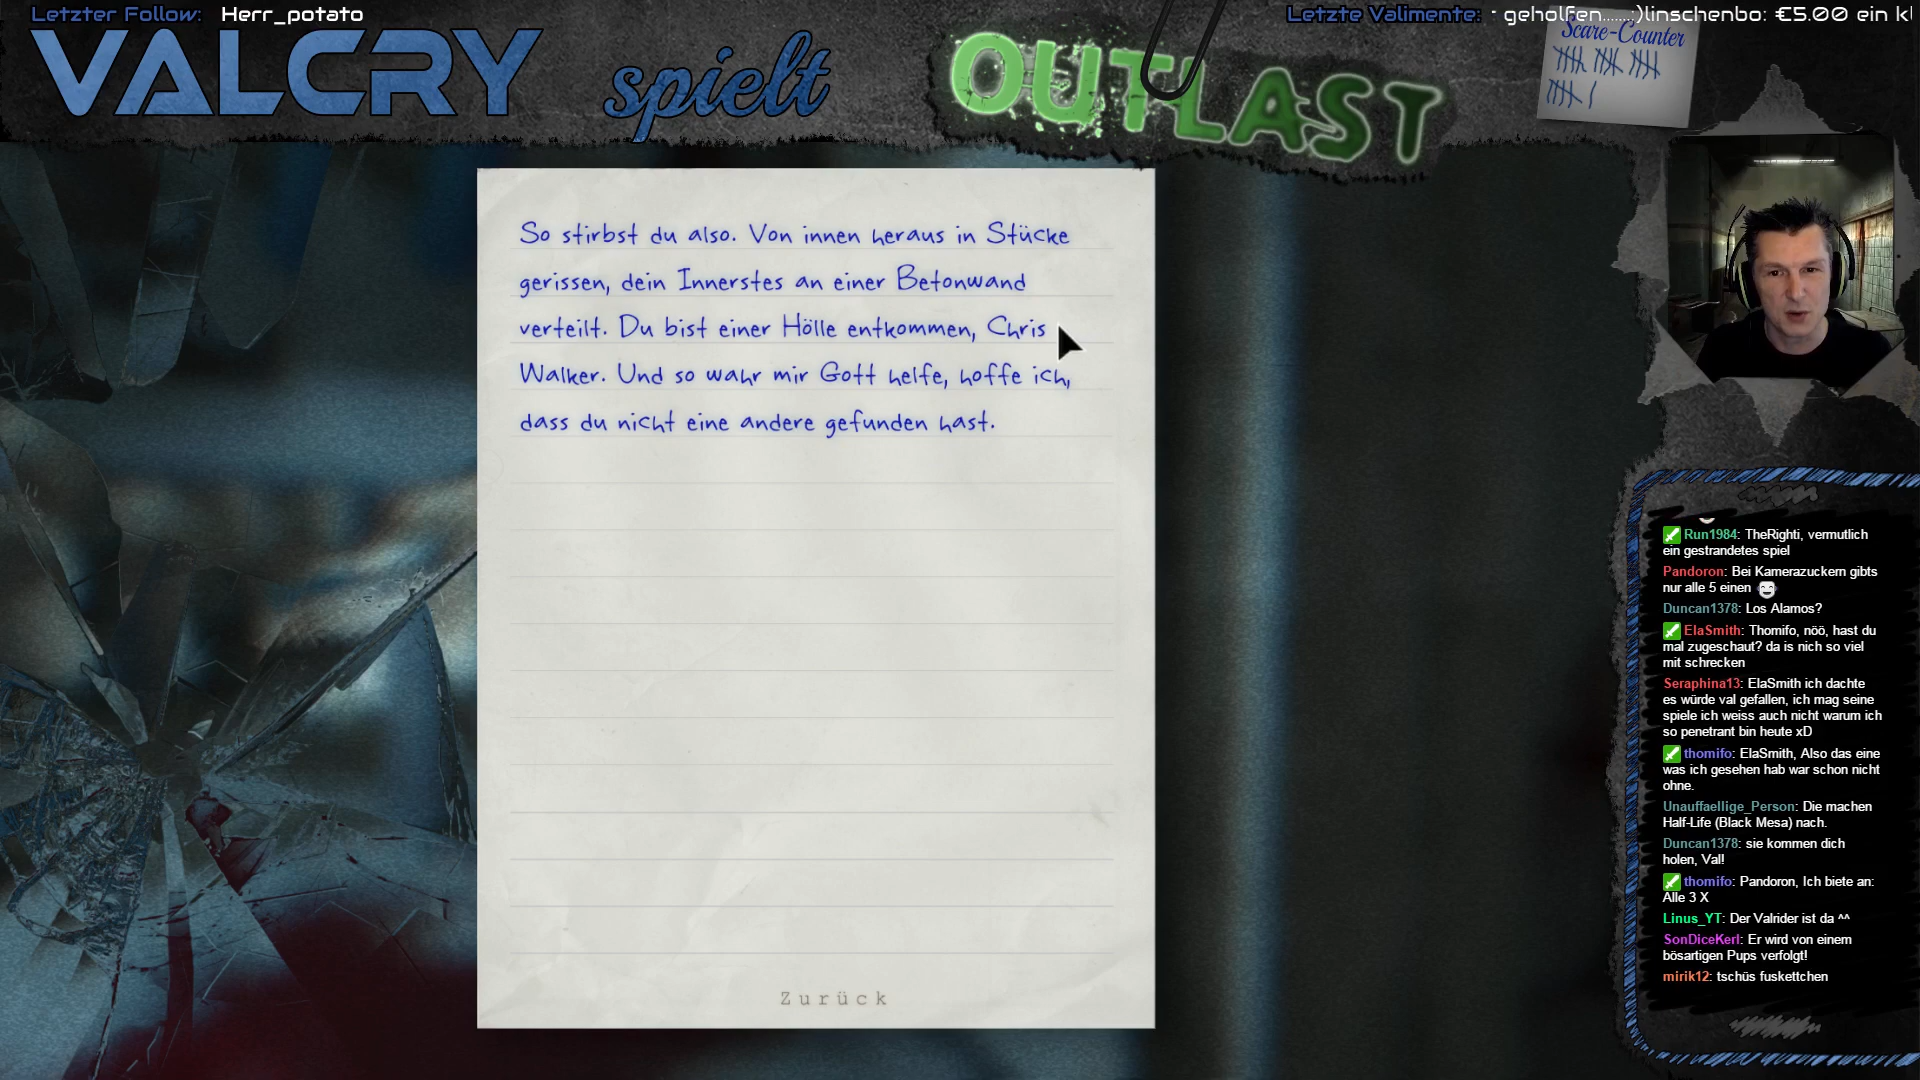 Letzter Follow: Herr_potato
Letzte Valimente: geholfen.......:)linschenbo: €5.00 ein kl
VALCRY spielt OUTLAST
Scare-Counter
So stirbst du also. Von innen heraus in Stücke
gerissen, dein Innerstes an einer Betonwand
verteilt. Du bist einer Hölle entkommen, Chris
Walker. Und so wahr mir Gott helfe, hoffe ich,
dass du nicht eine andere gefunden hast.
Zurück
Run1984: TheRighti, vermutlich
ein gestrandetes spiel
Pandoron: Bei Kamerazuckern gibts
nur alle 5 einen
Duncan1378: Los Alamos?
ElaSmith: Thomifo, nöö, hast du
mal zugeschaut? da is nich so viel
mit schrecken
Seraphina13: ElaSmith ich dachte
es würde val gefallen, ich mag seine
spiele ich weiss auch nicht warum ich
so penetrant bin heute xD
thomifo: ElaSmith, Also das eine
was ich gesehen hab war schon nicht
ohne.
Unauffaellige_Person: Die machen
Half-Life (Black Mesa) nach.
Duncan1378: sie kommen dich
holen, Val!
thomifo: Pandoron, Ich biete an:
Alle 3 X
Linus_YT: Der Valrider ist da ^^
SonDiceKerl: Er wird von einem
bösartigen Pups verfolgt!
mirik12: tschüs fuskettchen